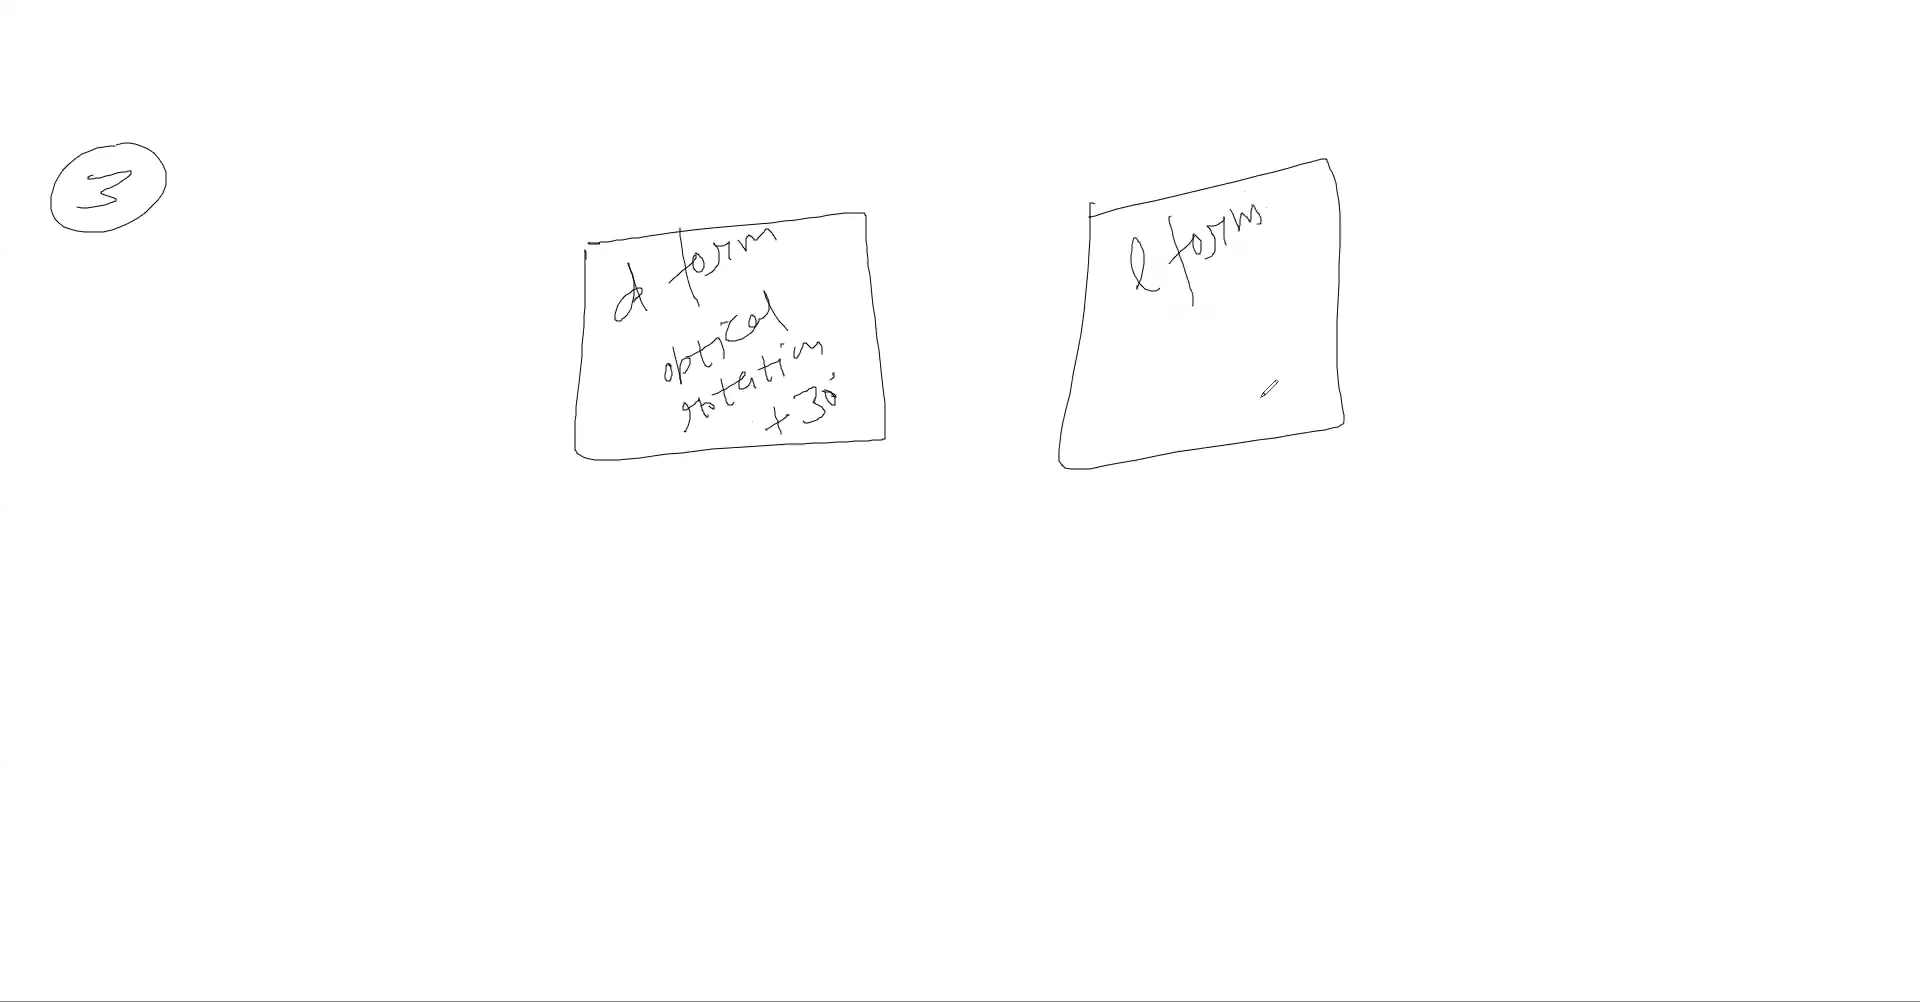 3
d form
optical
rotation
+30°
l form